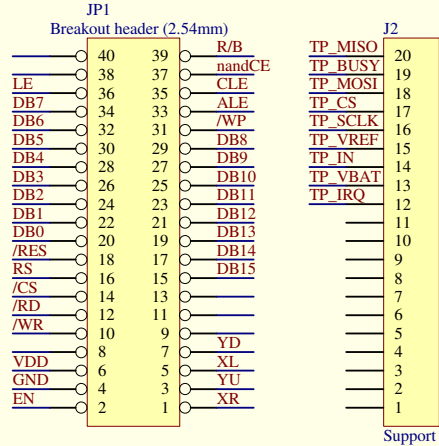 JP1
Breakout header (2.54mm)
40 39 R/B
38 37 nandCE
LE 36 35 CLE
DB7 34 33 ALE
DB6 32 31 /WP
DB5 30 29 DB8
DB4 28 27 DB9
DB3 26 25 DB10
DB2 24 23 DB11
DB1 22 21 DB12
DB0 20 19 DB13
/RES 18 17 DB14
RS 16 15 DB15
/CS 14 13
/RD 12 11
/WR 10 9
8 7 YD
VDD 6 5 XL
GND 4 3 YU
EN 2 1 XR
J2
TP_MISO 20
TP_BUSY 19
TP_MOSI 18
TP_CS 17
TP_SCLK 16
TP_VREF 15
TP_IN 14
TP_VBAT 13
TP_IRQ 12
11
10
9
8
7
6
5
4
3
2
1
Support